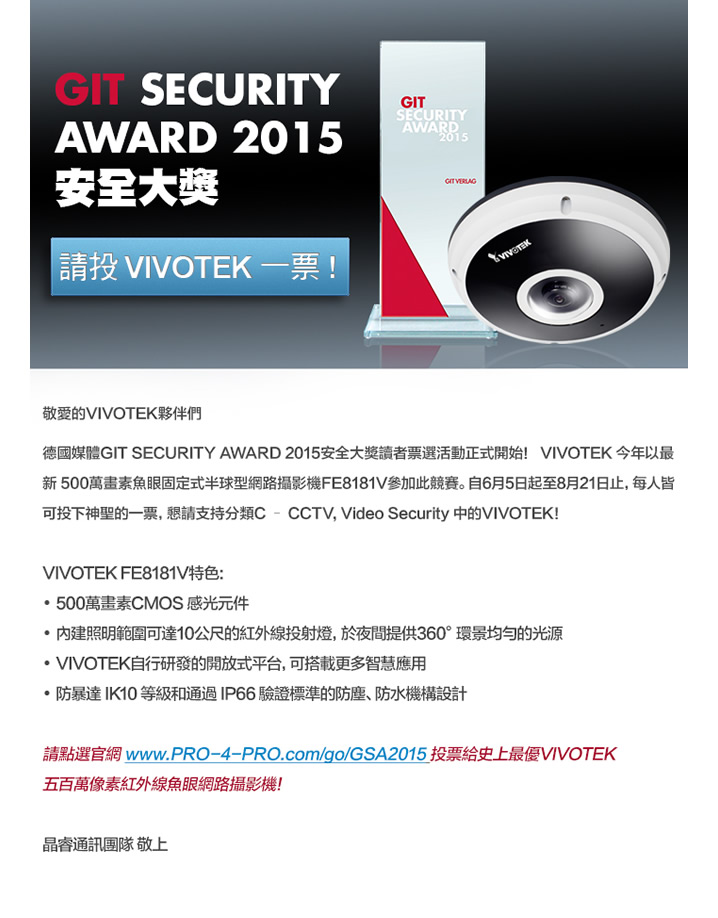 GIT SECURITY
AWARD 2015
安全大獎
請投 VIVOTEK 一票！
GIT
SECURITY
AWARD
2015
GIT VERLAG
VIVOTEK
敬愛的VIVOTEK夥伴們
德國媒體GIT SECURITY AWARD 2015安全大獎讀者票選活動正式開始! VIVOTEK 今年以最
新 500萬畫素魚眼固定式半球型網路攝影機FE8181V參加此競賽。自6月5日起至8月21日止, 每人皆
可投下神聖的一票, 懇請支持分類C – CCTV, Video Security 中的VIVOTEK!
VIVOTEK FE8181V特色:
• 500萬畫素CMOS 感光元件
• 內建照明範圍可達10公尺的紅外線投射燈, 於夜間提供360° 環景均勻的光源
• VIVOTEK自行研發的開放式平台, 可搭載更多智慧應用
• 防暴達 IK10 等級和通過 IP66 驗證標準的防塵、防水機構設計
請點選官網 www.PRO-4-PRO.com/go/GSA2015 投票給史上最優VIVOTEK
五百萬像素紅外線魚眼網路攝影機!
晶睿通訊團隊 敬上